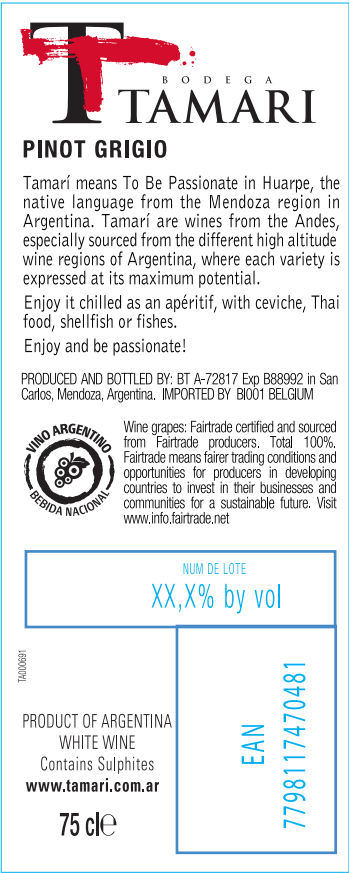 BODEGA
TAMARI
PINOT GRIGIO
Tamarí means To Be Passionate in Huarpe, the
native language from the Mendoza region in
Argentina. Tamarí are wines from the Andes,
especially sourced from the different high altitude
wine regions of Argentina, where each variety is
expressed at its maximum potential.
Enjoy it chilled as an apéritif, with ceviche, Thai
food, shellfish or fishes.
Enjoy and be passionate!
PRODUCED AND BOTTLED BY: BT A-72817 Exp B88992 in San
Carlos, Mendoza, Argentina. IMPORTED BY BI001 BELGIUM
VINO ARGENTINO
BEBIDA NACIONAL
Wine grapes: Fairtrade certified and sourced
from Fairtrade producers. Total 100%.
Fairtrade means fairer trading conditions and
opportunities for producers in developing
countries to invest in their businesses and
communities for a sustainable future. Visit
www.info.fairtrade.net
NUM DE LOTE
XX,X% by vol
TA000691
PRODUCT OF ARGENTINA
WHITE WINE
Contains Sulphites
www.tamari.com.ar
75 cl e
EAN
7798117470481